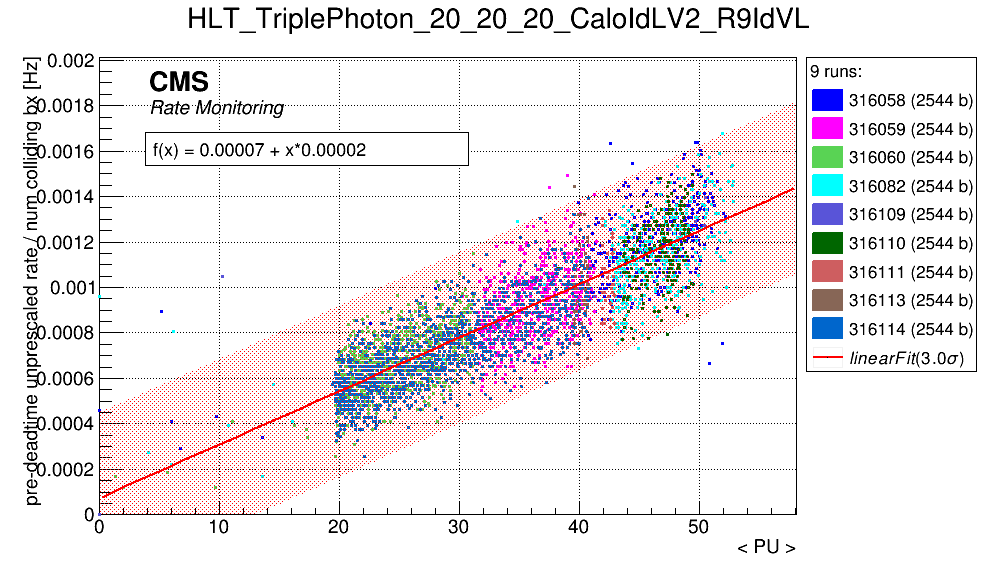 HLT_TriplePhoton_20_20_20_CaloIdLV2_R9IdVL
pre-deadtime unprescaled rate / num colliding bx [Hz]
0.002
0.0018
0.0016
0.0014
0.0012
0.001
0.0008
0.0006
0.0004
0.0002
0
CMS
Rate Monitoring
f(x) = 0.00007 + x*0.00002
0 10 20 30 40 50
< PU >
9 runs:
316058 (2544 b)
316059 (2544 b)
316060 (2544 b)
316082 (2544 b)
316109 (2544 b)
316110 (2544 b)
316111 (2544 b)
316113 (2544 b)
316114 (2544 b)
linearFit(3.0σ)